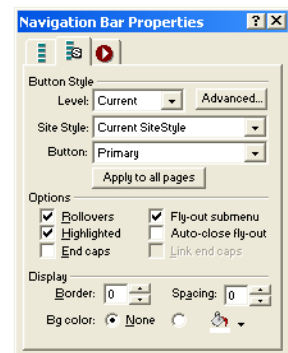 Navigation Bar Properties ? X
S
Button Style
Level: Current Advanced...
Site Style: Current SiteStyle
Button: Primary
Apply to all pages
Options
Rollovers Fly-out submenu
Highlighted Auto-close fly-out
End caps Link end caps
Display
Border: 0 Spacing: 0
Bg color: None